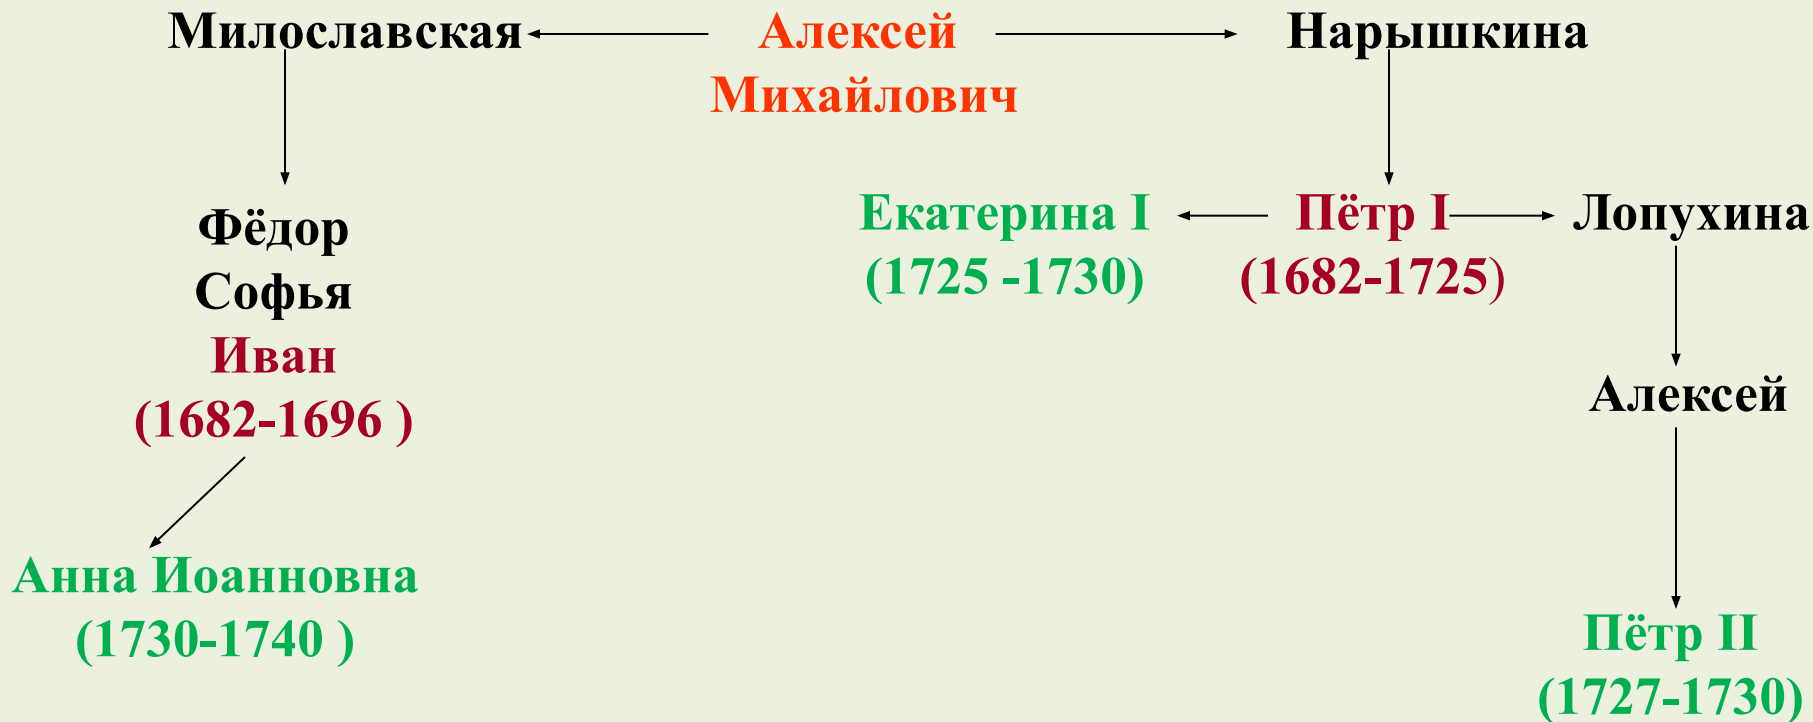 Милославская
Алексей
Михайлович
Нарышкина
Фёдор
Софья
Иван
(1682-1696 )
Екатерина I
(1725 -1730)
Пётр I
(1682-1725)
Лопухина
Алексей
Анна Иоанновна
(1730-1740 )
Пётр II
(1727-1730)